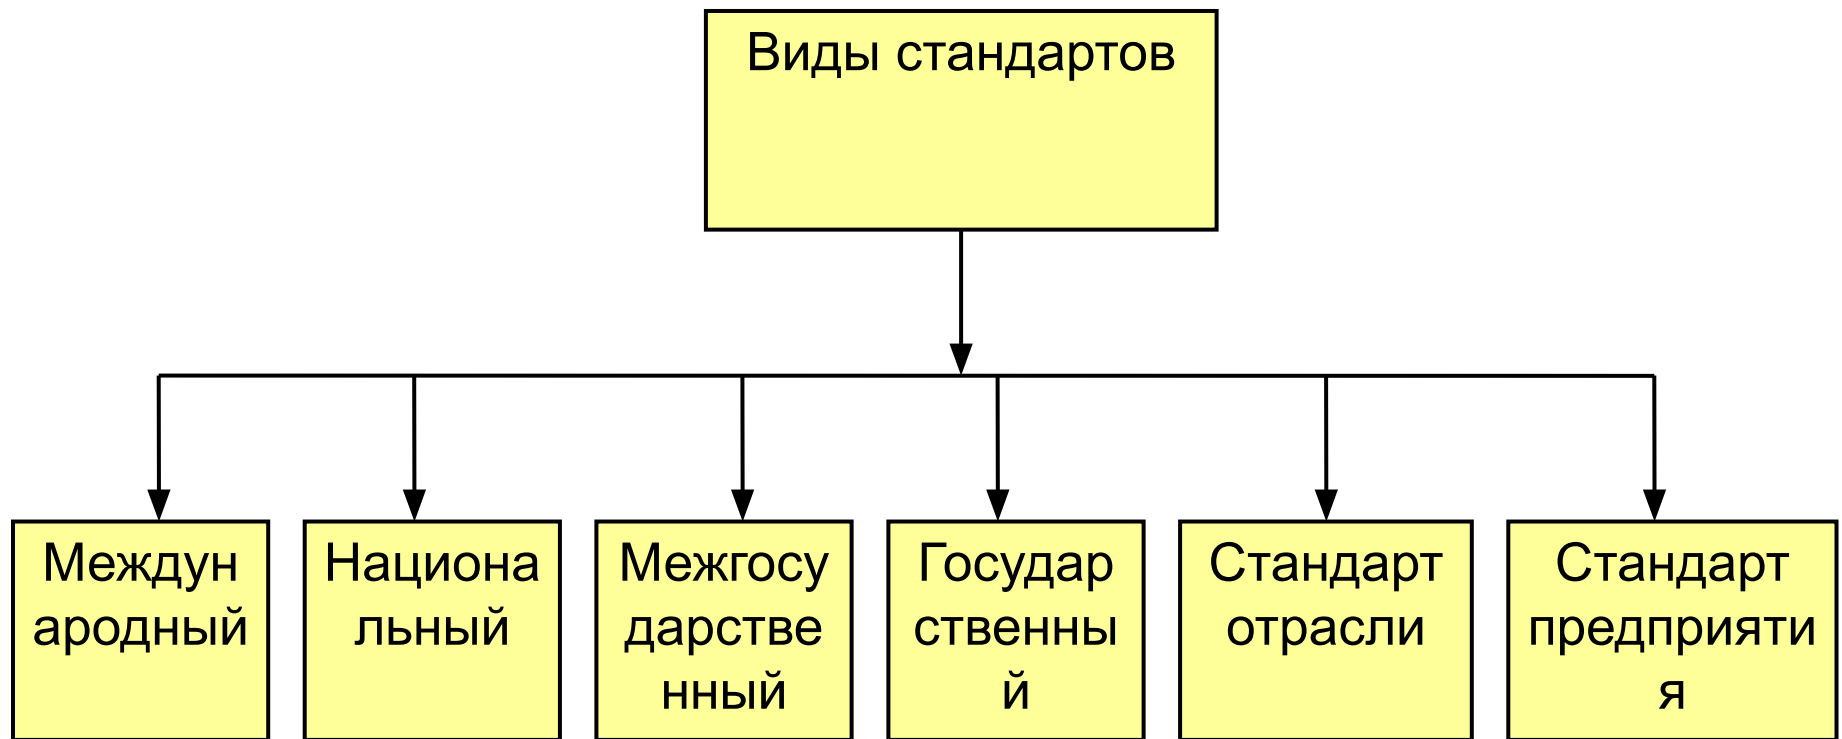 Виды стандартов
Междун
ародный
Национа
льный
Межгосу
дарстве
нный
Государ
ственны
й
Стандарт
отрасли
Стандарт
предприяти
я